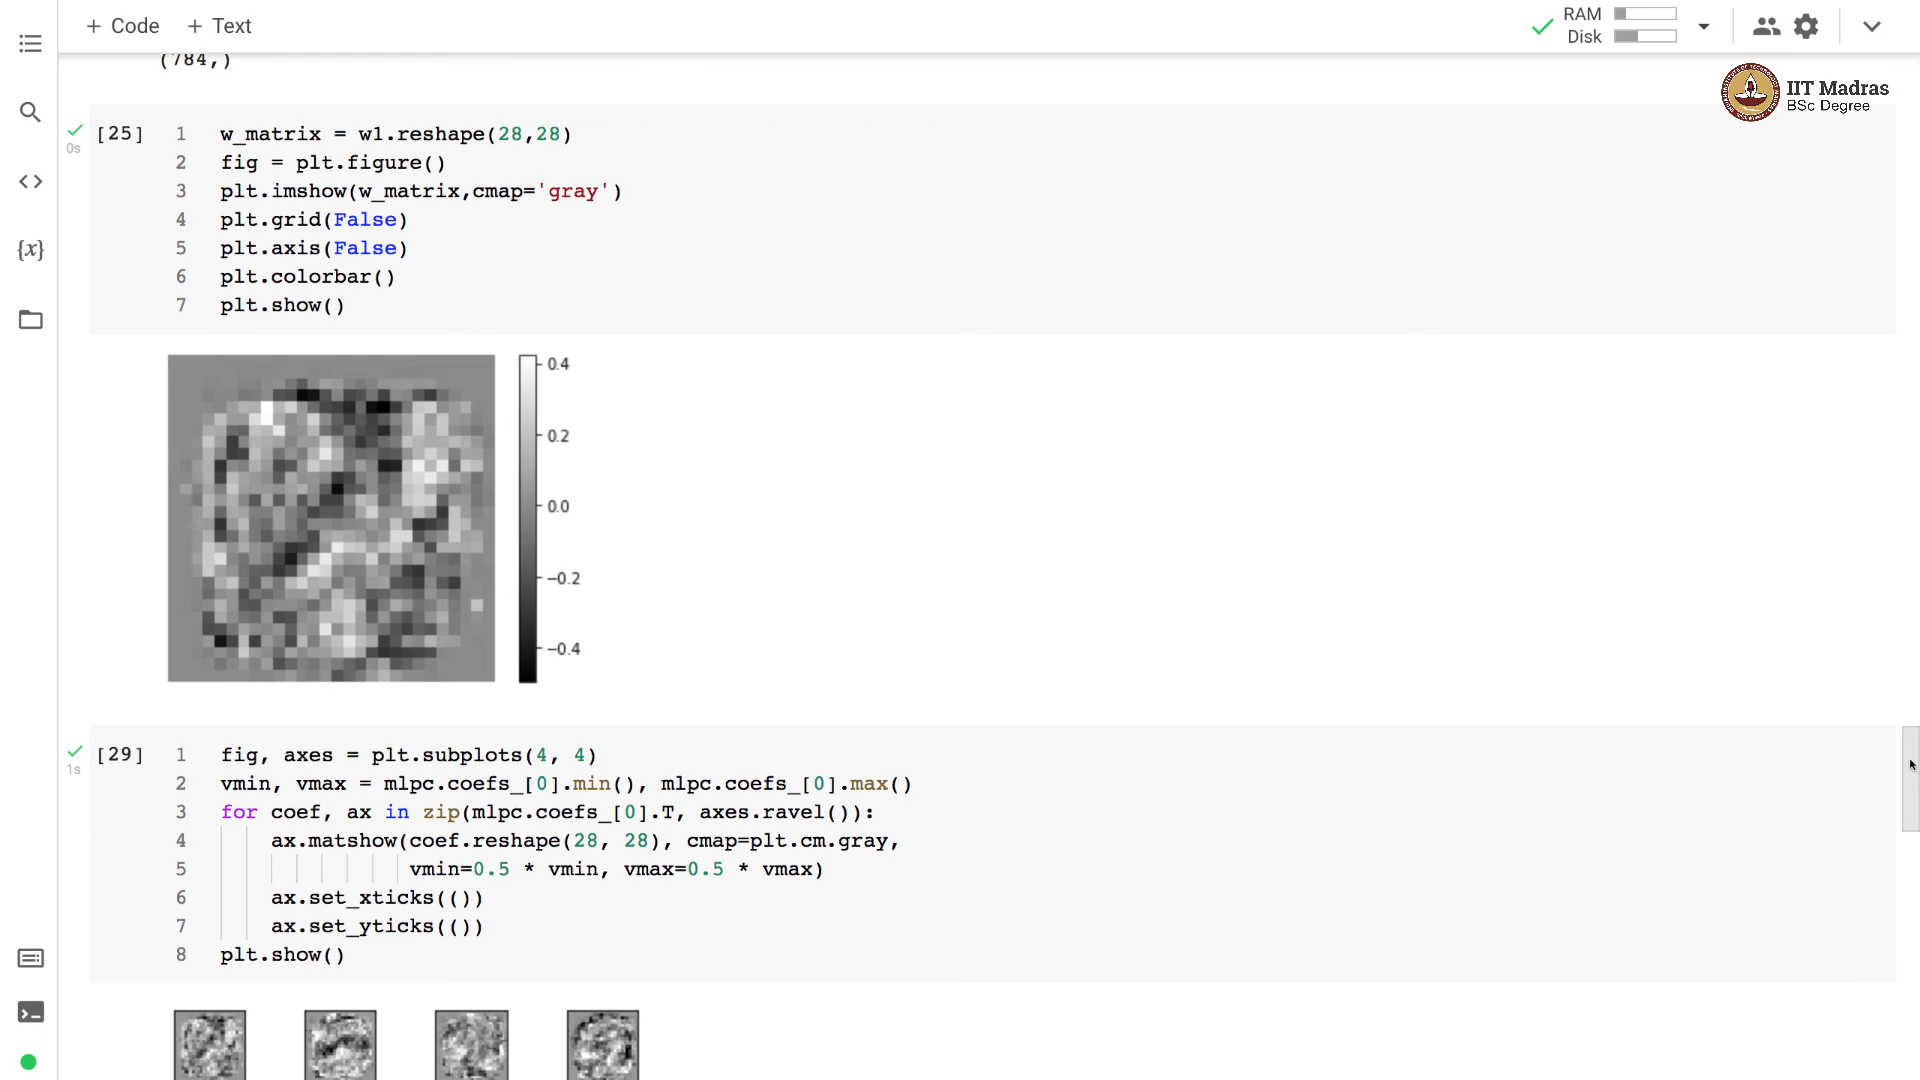 + Code + Text
RAM
Disk
(784,)
IIT Madras
BSc Degree
0s
[25]
1 w_matrix = w1.reshape(28,28)
2 fig = plt.figure()
3 plt.imshow(w_matrix,cmap='gray')
4 plt.grid(False)
5 plt.axis(False)
6 plt.colorbar()
7 plt.show()
0.4
0.2
0.0
−0.2
−0.4
1s
[29]
1 fig, axes = plt.subplots(4, 4)
2 vmin, vmax = mlpc.coefs_[0].min(), mlpc.coefs_[0].max()
3 for coef, ax in zip(mlpc.coefs_[0].T, axes.ravel()):
4 ax.matshow(coef.reshape(28, 28), cmap=plt.cm.gray,
5 vmin=0.5 * vmin, vmax=0.5 * vmax)
6 ax.set_xticks(())
7 ax.set_yticks(())
8 plt.show()